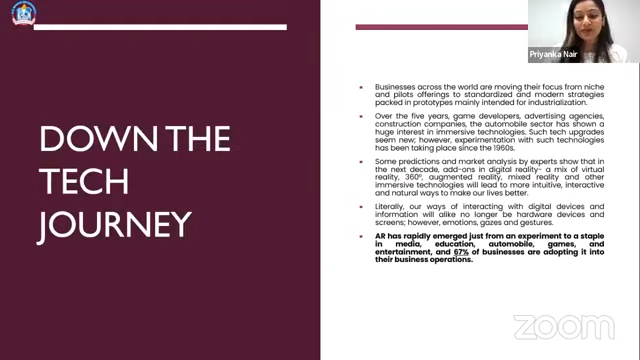 Priyanka Nair
DOWN THE
TECH
JOURNEY
Businesses across the world are moving their focus from niche
and pilots offerings to standardized and modern strategies
packed in prototypes mainly intended for industrialization.
Over the five years, game developers, advertising agencies,
construction companies, the automobile sector has shown a
huge interest in immersive technologies. Such tech upgrades
seem new; however, experimentation with such technologies
has been taking place since the 1960s.
Some predictions and market analysis by experts show that in
the next decade, add-ons in digital reality- a mix of virtual
reality, 360°, augmented reality, mixed reality and other
immersive technologies will lead to more intuitive, interactive
and natural ways to make our lives better.
Literally, our ways of interacting with digital devices and
information will alike no longer be hardware devices and
screens; however, emotions, gazes and gestures.
AR has rapidly emerged just from an experiment to a staple
in media, education, automobile, games, and
entertainment, and 67% of businesses are adopting it into
their business operations.
zoom